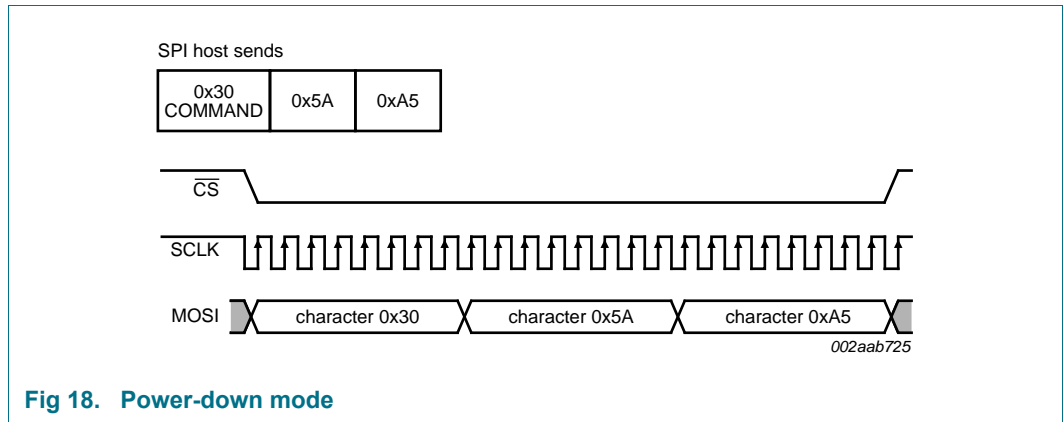 SPI host sends
0x30
COMMAND
0x5A
0xA5
CS
SCLK
MOSI
character 0x30
character 0x5A
character 0xA5
002aab725
Fig 18. Power-down mode